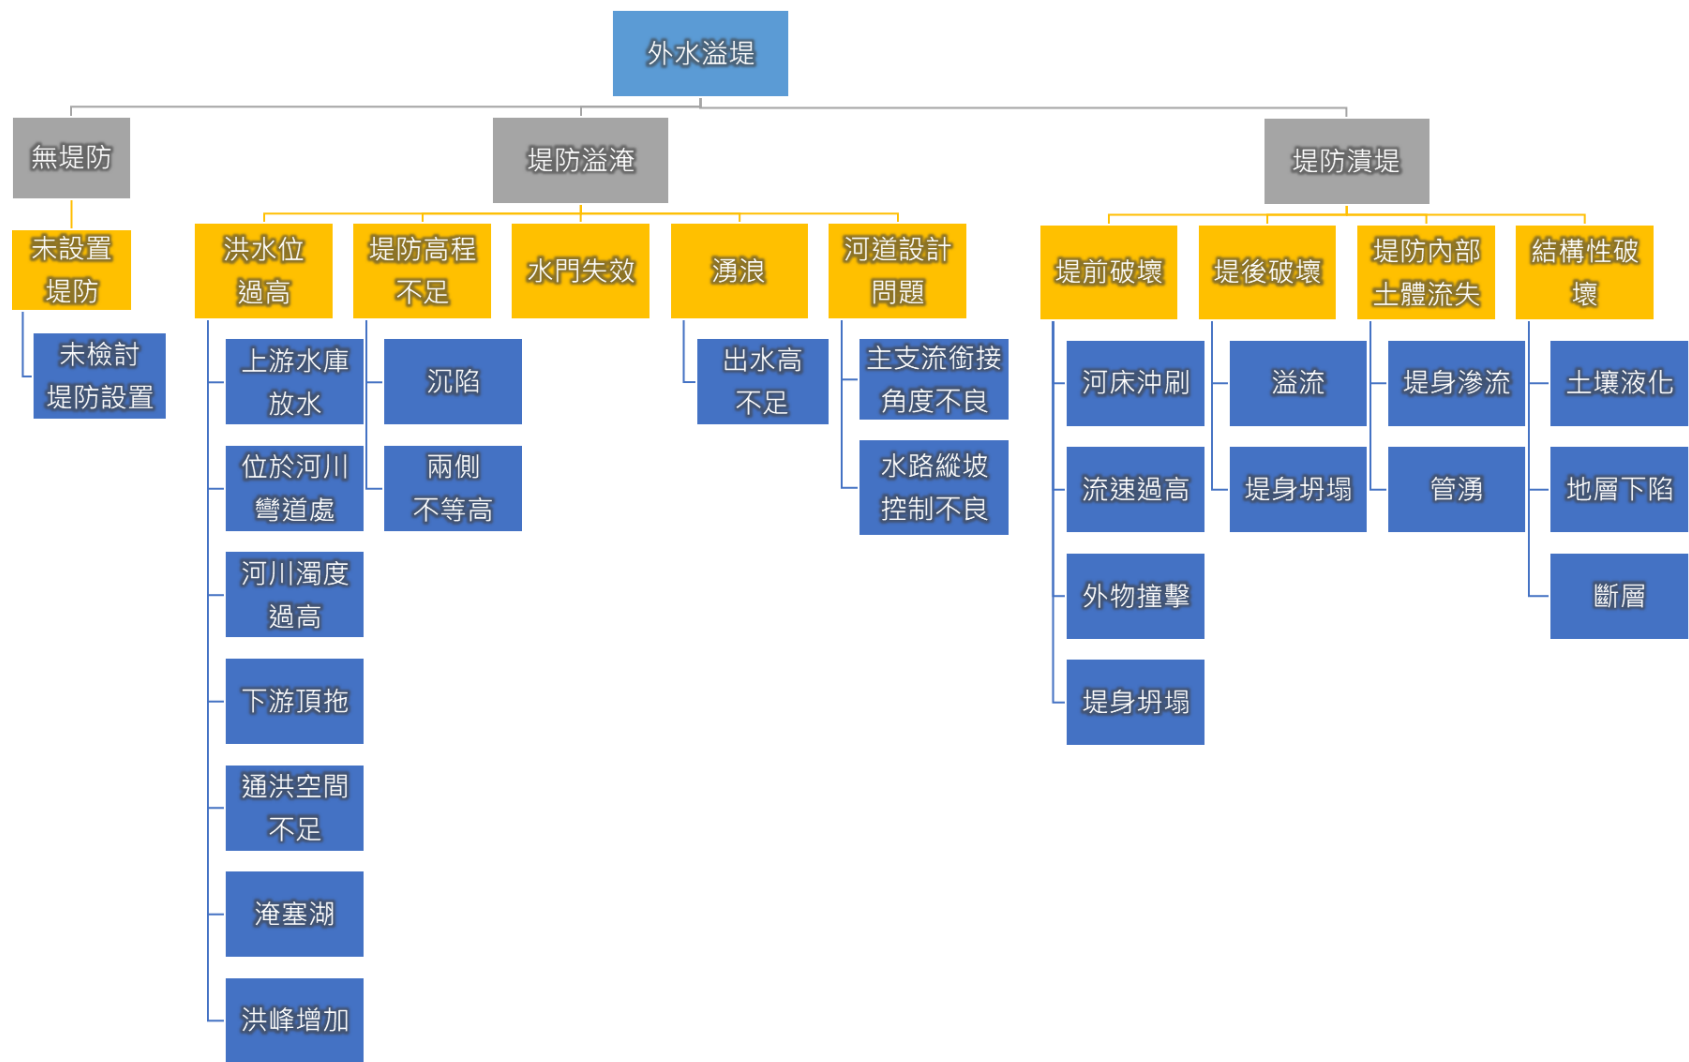 外水溢堤
無堤防
堤防溢淹
堤防潰堤
未設置
堤防
洪水位
過高
堤防高程
不足
水門失效
湧浪
河道設計
問題
堤前破壞
堤後破壞
堤防內部
土體流失
結構性破
壞
未檢討
堤防設置
上游水庫
放水
位於河川
彎道處
河川濁度
過高
下游頂拖
通洪空間
不足
淹塞湖
洪峰增加
沉陷
兩側
不等高
出水高
不足
主支流銜接
角度不良
水路縱坡
控制不良
河床沖刷
流速過高
外物撞擊
堤身坍塌
溢流
堤身坍塌
堤身滲流
管湧
土壤液化
地層下陷
斷層